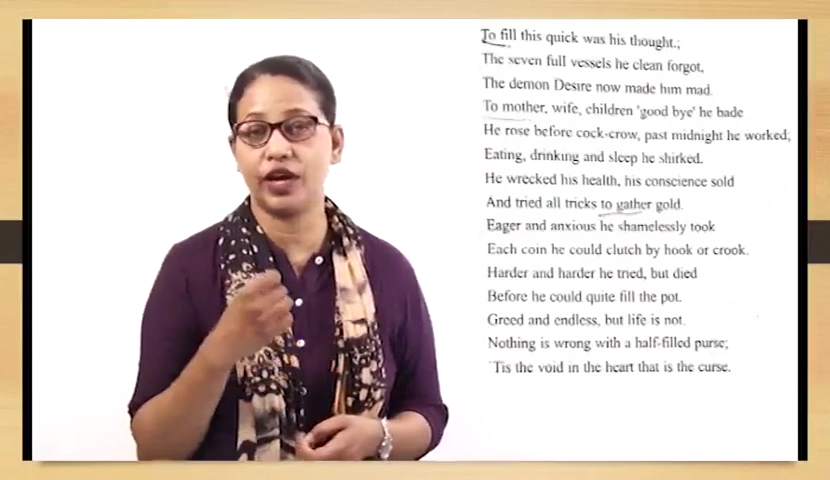 To fill this quick was his thought.;
The seven full vessels he clean forgot,
The demon Desire now made him mad.
To mother, wife, children 'good bye' he bade
He rose before cock-crow, past midnight he worked;
Eating, drinking and sleep he shirked.
He wrecked his health, his conscience sold
And tried all tricks to gather gold.
Eager and anxious he shamelessly took
Each coin he could clutch by hook or crook.
Harder and harder he tried, but died
Before he could quite fill the pot.
Greed and endless, but life is not.
Nothing is wrong with a half-filled purse;
'Tis the void in the heart that is the curse.